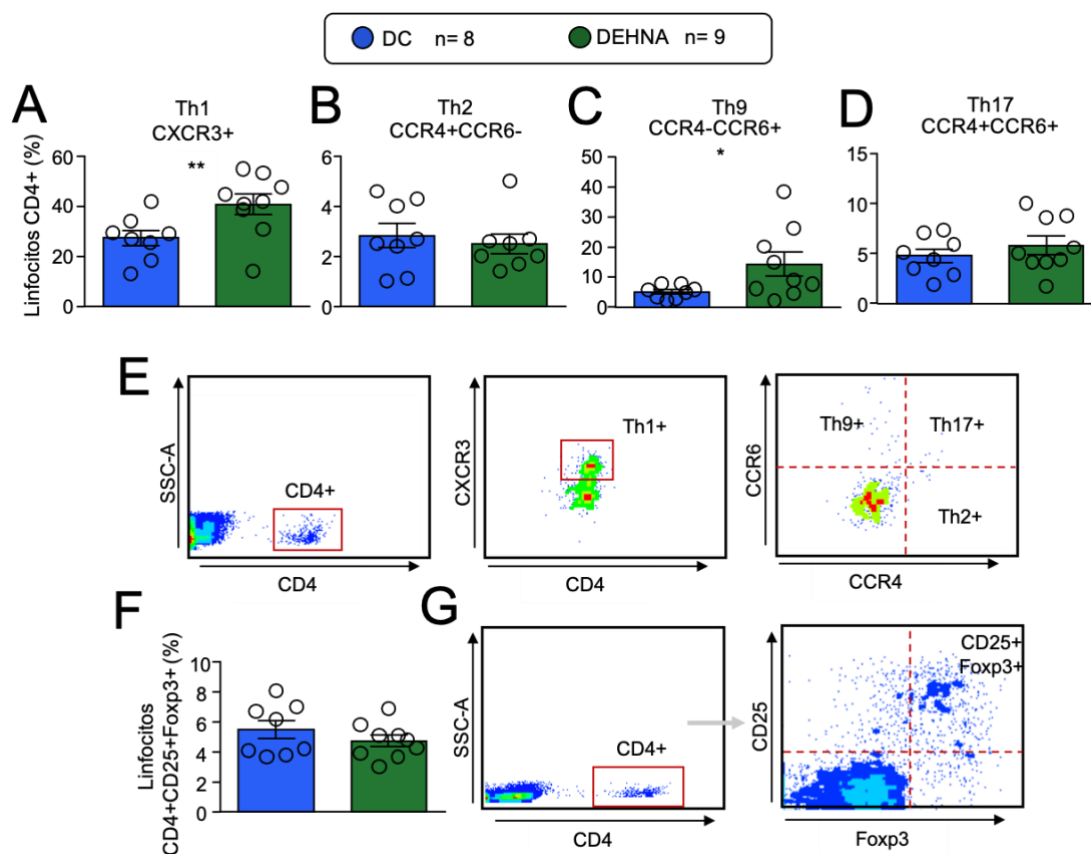 DC n= 8 DEHNA n= 9
A
Th1
CXCR3+
Linfocitos CD4+ (%)
**
60
40
20
0
B
Th2
CCR4+CCR6-
6
4
2
0
C
Th9
CCR4-CCR6+
*
50
40
30
20
10
0
D
Th17
CCR4+CCR6+
15
10
5
0
E
SSC-A
CD4+
CD4
CXCR3
Th1+
CD4
CCR6
Th9+ Th17+
Th2+
CCR4
F
Linfocitos
CD4+CD25+Foxp3+ (%)
10
8
6
4
2
0
G
SSC-A
CD4+
CD4
CD25
CD25+
Foxp3+
Foxp3